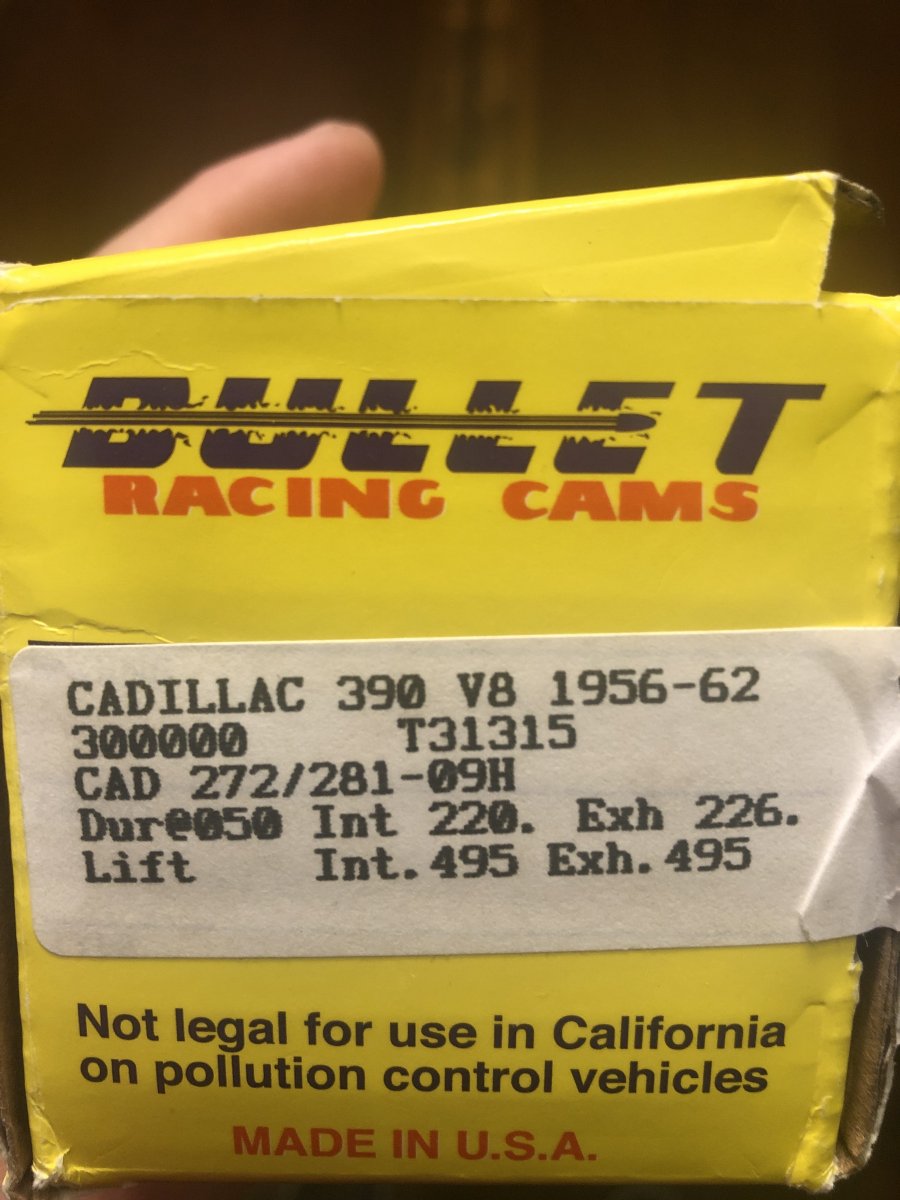 BULLET
RACING CAMS
CADILLAC 390 V8 1956-62
300000 T31315
CAD 272/281-09H
Dur@050 Int 220. Exh 226.
Lift Int.495 Exh.495
Not legal for use in California
on pollution control vehicles
MADE IN U.S.A.